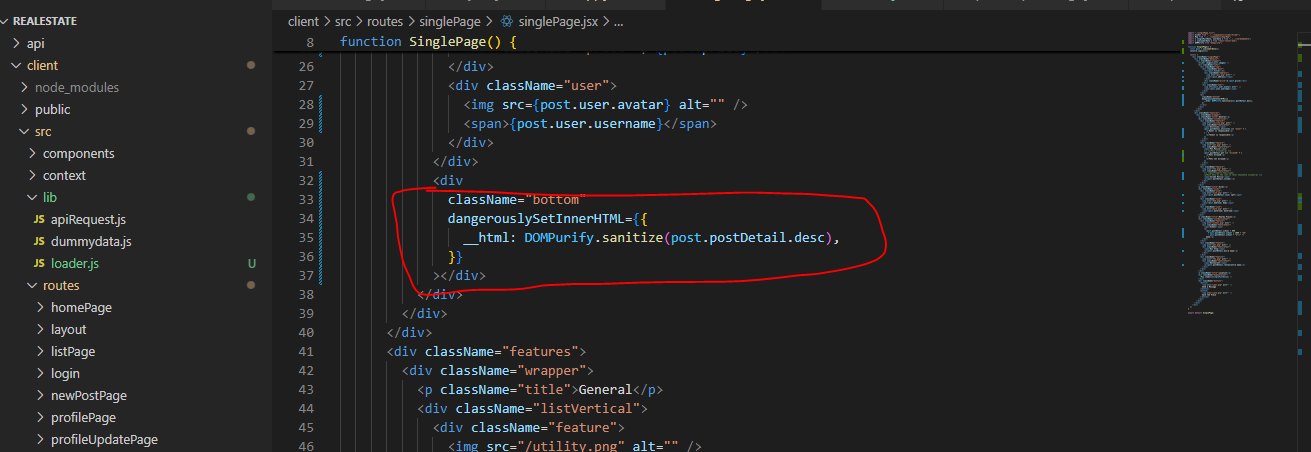 REALESTATE
api
client
node_modules
public
src
components
context
lib
JS apiRequest.js
JS dummydata.js
JS loader.js U
routes
homePage
layout
listPage
login
newPostPage
profilePage
profileUpdatePage
client > src > routes > singlePage > singlePage.jsx > ...
8 function SinglePage() {
26 </div>
27 <div className="user">
28 <img src={post.user.avatar} alt="" />
29 <span>{post.user.username}</span>
30 </div>
31 </div>
32 <div
33 className="bottom"
34 dangerouslySetInnerHTML={{
35 __html: DOMPurify.sanitize(post.postDetail.desc),
36 }}
37 ></div>
38 </div>
39 </div>
40 </div>
41 <div className="features">
42 <div className="wrapper">
43 <p className="title">General</p>
44 <div className="listVertical">
45 <div className="feature">
46 <img src="/utility.png" alt="" />